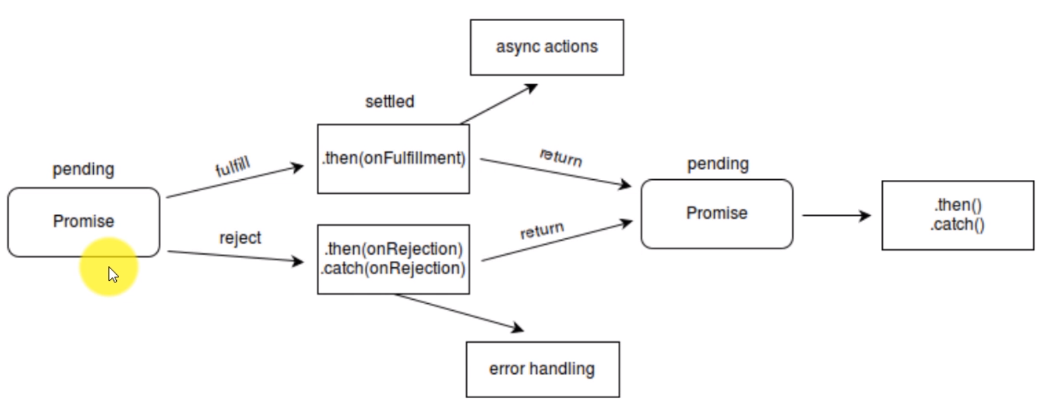 async actions
settled
.then(onFulfillment)
pending
fulfill
Promise
return
pending
Promise
.then()
.catch()
reject
.then(onRejection)
.catch(onRejection)
return
error handling